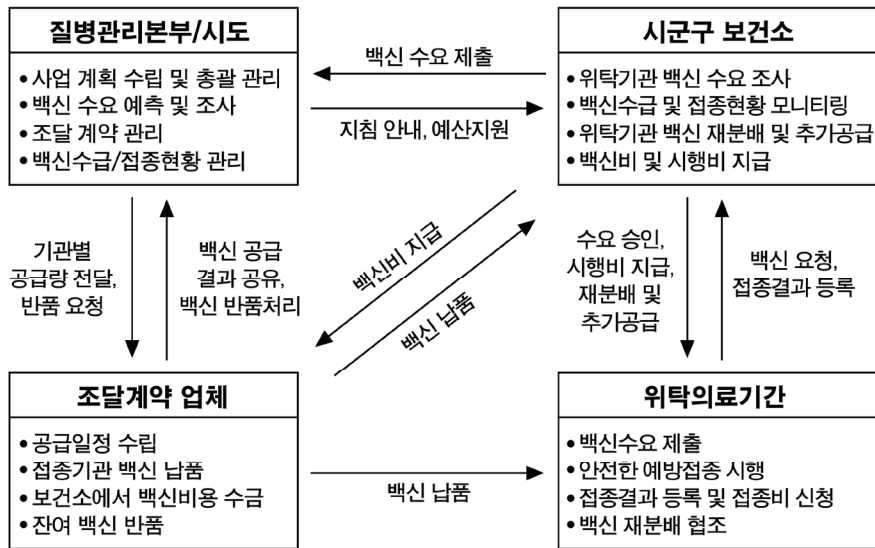 질병관리본부/시도
• 사업 계획 수립 및 총괄 관리
• 백신 수요 예측 및 조사
• 조달 계약 관리
• 백신수급/접종현황 관리
백신 수요 제출
지침 안내, 예산지원
시군구 보건소
• 위탁기관 백신 수요 조사
• 백신수급 및 접종현황 모니터링
• 위탁기관 백신 재분배 및 추가공급
• 백신비 및 시행비 지급
기관별
공급량 전달,
반품 요청
백신 공급
결과 공유,
백신 반품처리
백신비 지급
백신 납품
수요 승인,
시행비 지급,
재분배 및
추가공급
백신 요청,
접종결과 등록
조달계약 업체
• 공급일정 수립
• 접종기관 백신 납품
• 보건소에서 백신비용 수금
• 잔여 백신 반품
백신 납품
위탁의료기간
• 백신수요 제출
• 안전한 예방접종 시행
• 접종결과 등록 및 접종비 신청
• 백신 재분배 협조